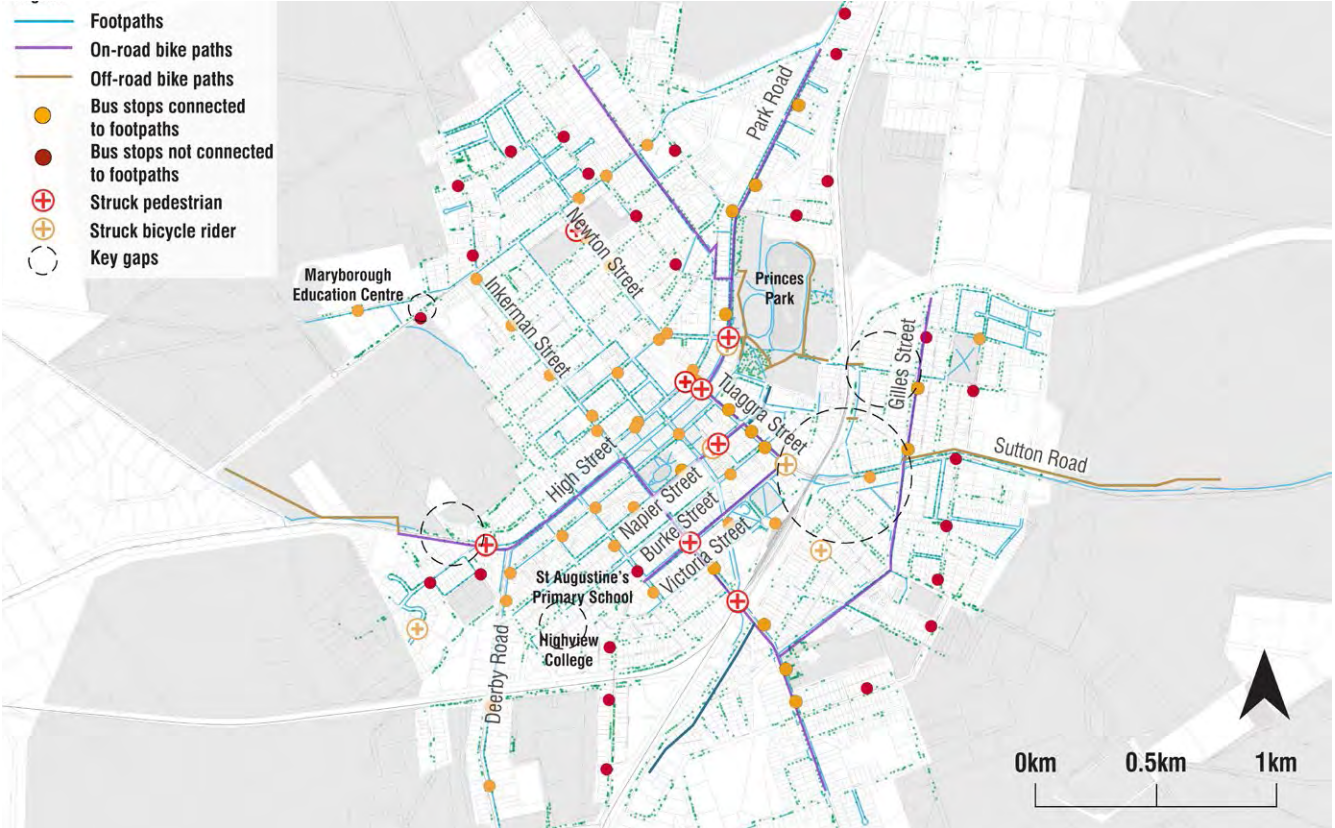 Footpaths
On-road bike paths
Off-road bike paths
Bus stops connected
to footpaths
Bus stops not connected
to footpaths
Struck pedestrian
Struck bicycle rider
Key gaps
Park Road
Newton Street
Maryborough
Education Centre
Princes
Park
Inkerman Street
Gilles Street
Tuaggra Street
High Street
Sutton Road
Napier Street
Burke Street
Victoria Street
St Augustine's
Primary School
Highview
College
Deerby Road
0km
0.5km
1km